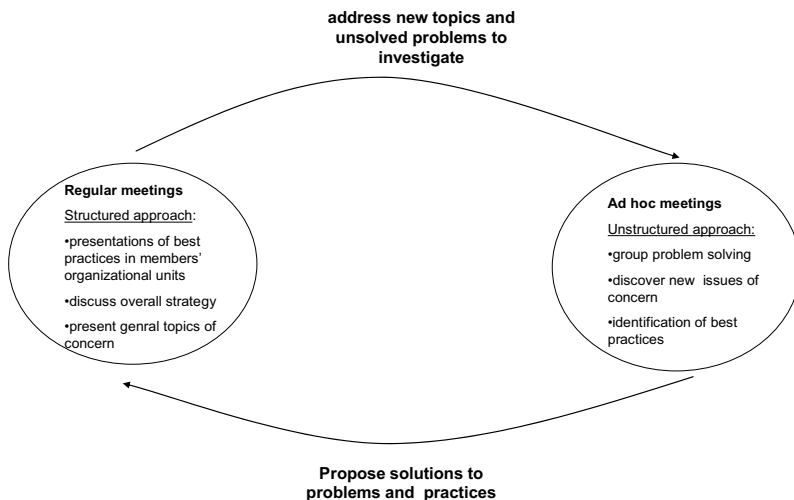 address new topics and
unsolved problems to
investigate
Regular meetings
Structured approach:
•presentations of best
practices in members'
organizational units
•discuss overall strategy
•present genral topics of
concern
Ad hoc meetings
Unstructured approach:
•group problem solving
•discover new issues of
concern
•identification of best
practices
Propose solutions to
problems and practices